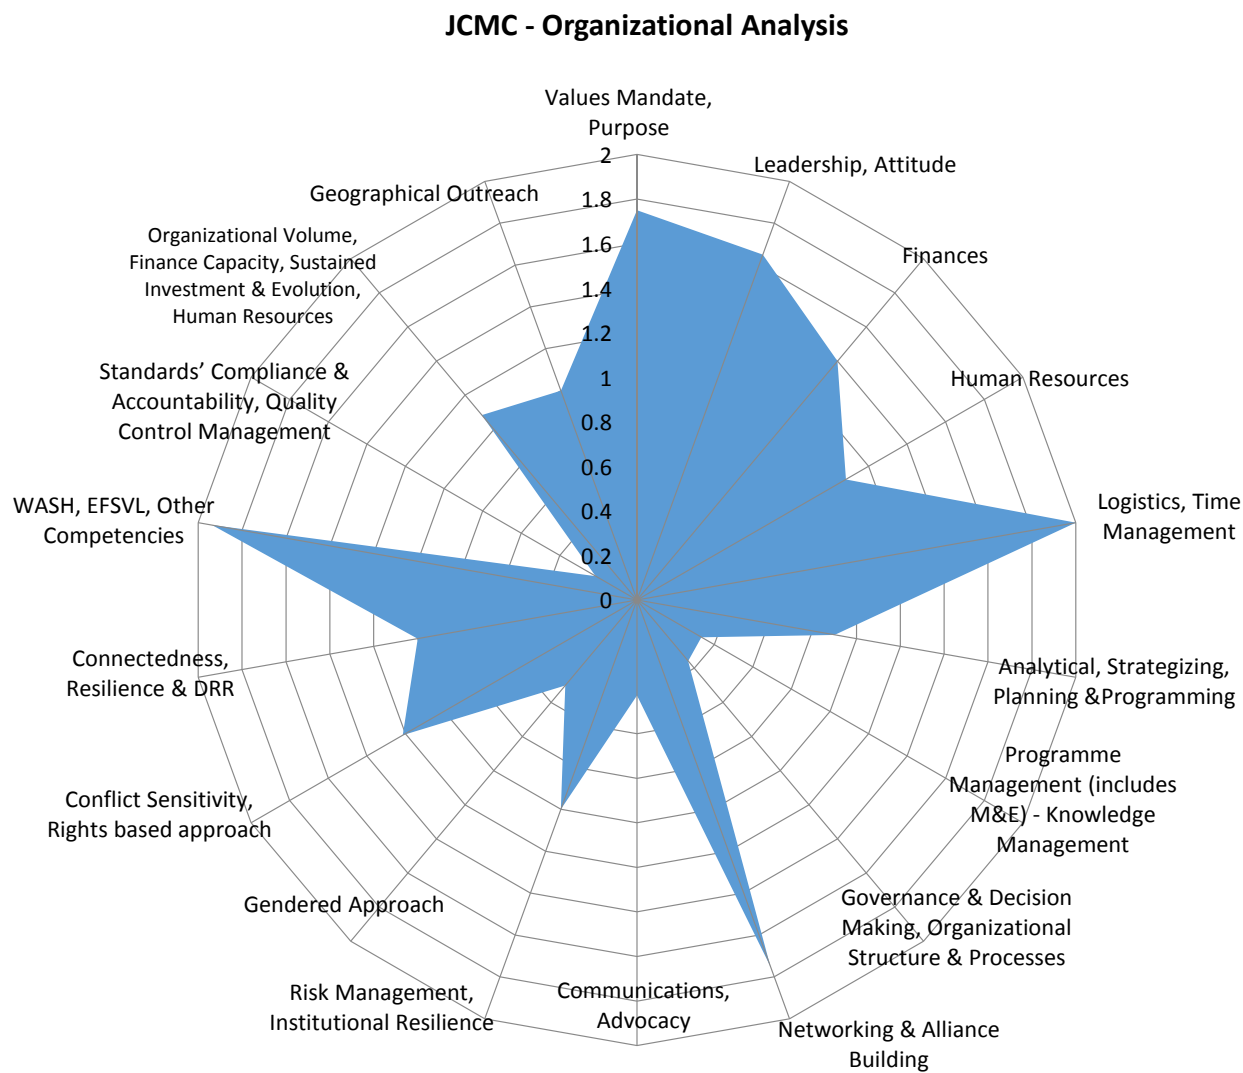 JCMC - Organizational Analysis
Values Mandate,
Purpose
Leadership, Attitude
Finances
Human Resources
Logistics, Time
Management
Analytical, Strategizing,
Planning &Programming
Programme
Management (includes
M&E) - Knowledge
Management
Governance & Decision
Making, Organizational
Structure & Processes
Networking & Alliance
Building
Communications,
Advocacy
Risk Management,
Institutional Resilience
Gendered Approach
Conflict Sensitivity,
Rights based approach
Connectedness,
Resilience & DRR
WASH, EFSVL, Other
Competencies
Standards’ Compliance &
Accountability, Quality
Control Management
Organizational Volume,
Finance Capacity, Sustained
Investment & Evolution,
Human Resources
Geographical Outreach
2
1.8
1.6
1.4
1.2
1
0.8
0.6
0.4
0.2
0